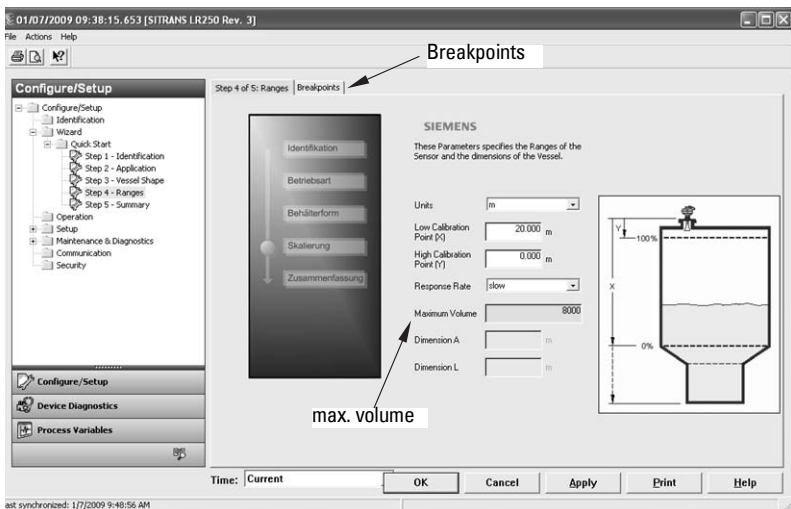 01/07/2009 09:38:15.653 [SITRANS LR250 Rev. 3]
File Actions Help
Breakpoints
Configure/Setup
Configure/Setup
Identification
Wizard
Quick Start
Step 1 - Identification
Step 2 - Application
Step 3 - Vessel Shape
Step 4 - Ranges
Step 5 - Summary
Operation
Setup
Maintenance & Diagnostics
Communication
Security
Configure/Setup
Device Diagnostics
Process Variables
Step 4 of 5: Ranges Breakpoints
Identifikation
Betriebsart
Behälterform
Skalierung
Zusammenfassung
SIEMENS
These Parameters specifies the Ranges of the
Sensor and the dimensions of the Vessel.
Units m
Low Calibration
Point (X) 20.000 m
High Calibration
Point (Y) 0.000 m
Response Rate slow
Maximum Volume 8000
Dimension A m
Dimension L m
Y
100%
X
0%
max. volume
Time: Current
OK Cancel Apply Print Help
ast synchronized: 1/7/2009 9:48:56 AM